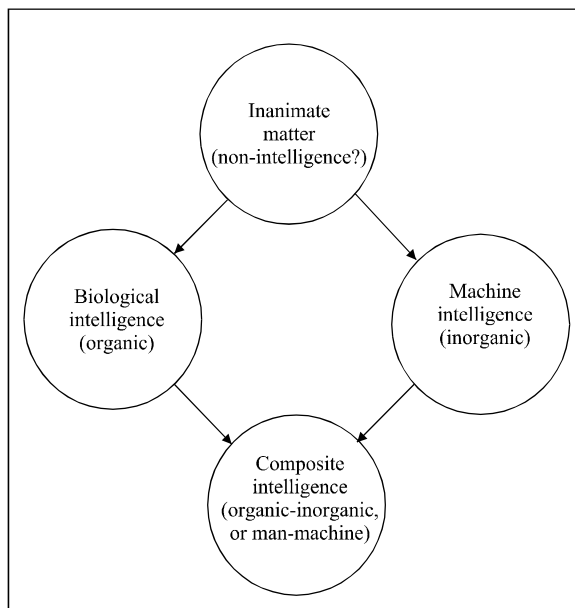 Inanimate
matter
(non-intelligence?)
Biological
intelligence
(organic)
Machine
intelligence
(inorganic)
Composite
intelligence
(organic-inorganic,
or man-machine)